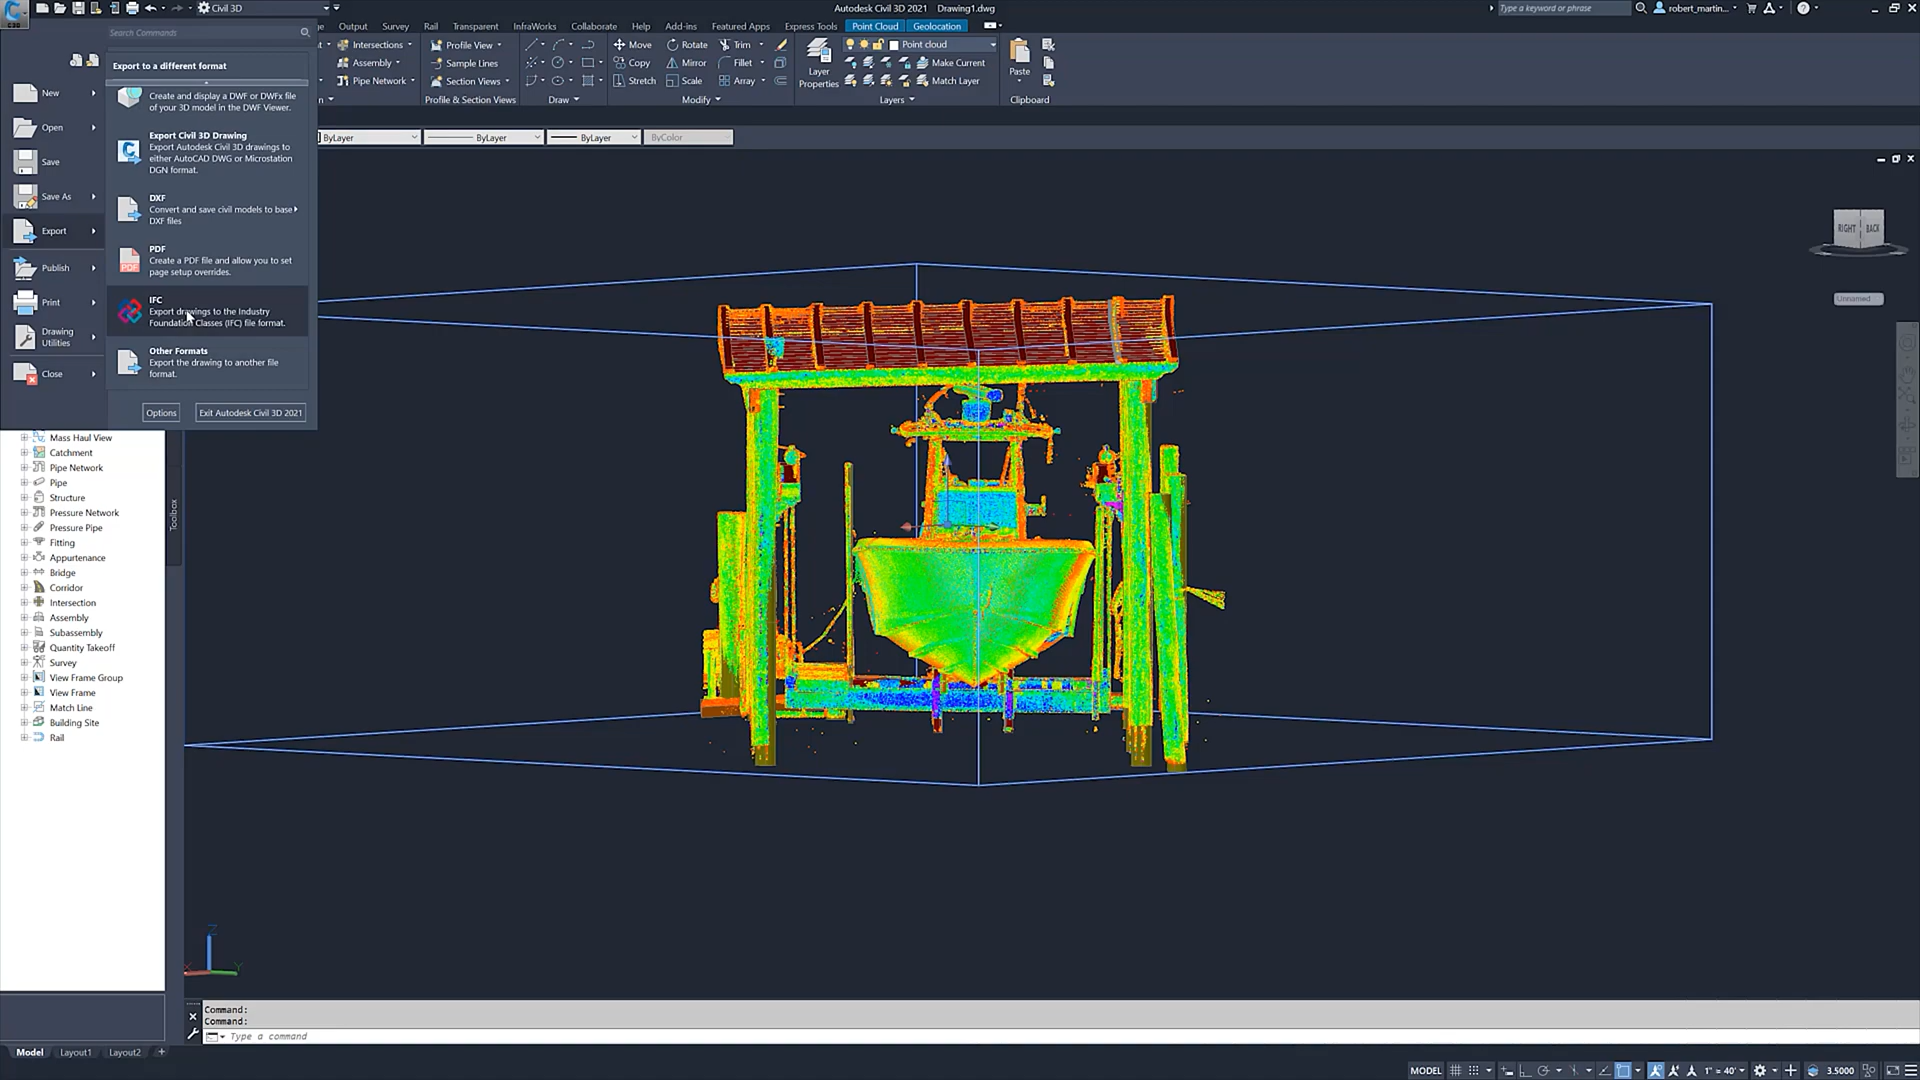 Civil 3D
Autodesk Civil 3D 2021 Drawing1.dwg
Type a keyword or phrase
robert_martin...
Search Commands
Output Survey Rail Transparent InfraWorks Collaborate Help Add-ins Featured Apps Express Tools Point Cloud Geolocation
Intersections
Profile View
Move
Rotate
Trim
Point cloud
Assembly
Sample Lines
Copy
Mirror
Fillet
Make Current
Pipe Network
Section Views
Stretch
Scale
Array
Match Layer
Layer
Properties
Paste
Profile & Section Views
Draw
Modify
Layers
Clipboard
ByLayer
ByLayer
ByLayer
ByColor
New
Open
Save
Save As
Export
Publish
Print
Drawing
Utilities
Close
Export to a different format
Create and display a DWF or DWFx file
of your 3D model in the DWF Viewer.
Export Civil 3D Drawing
Export Autodesk Civil 3D drawings to
either AutoCAD DWG or Microstation
DGN format.
DXF
Convert and save civil models to base
DXF files
PDF
Create a PDF file and allow you to set
page setup overrides.
IFC
Export drawings to the Industry
Foundation Classes (IFC) file format.
Other Formats
Export the drawing to another file
format.
Options
Exit Autodesk Civil 3D 2021
Mass Haul View
Catchment
Pipe Network
Pipe
Structure
Pressure Network
Pressure Pipe
Fitting
Appurtenance
Bridge
Corridor
Intersection
Assembly
Subassembly
Quantity Takeoff
Survey
View Frame Group
View Frame
Match Line
Building Site
Rail
Toolbox
RIGHT BACK
Unnamed
Z
X
Y
Command:
Command:
Type a command
Model Layout1 Layout2 +
MODEL
1" = 40'
3.5000